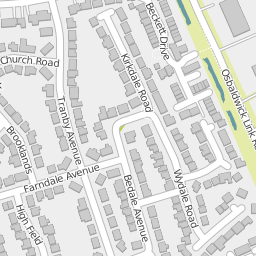 Beckett Drive
Church Road
Kirkdale Road
Osbaldwick Link R
Tranby Avenue
Brooklands
Farndale Avenue
Bedale Avenue
Wydale Road
High Field